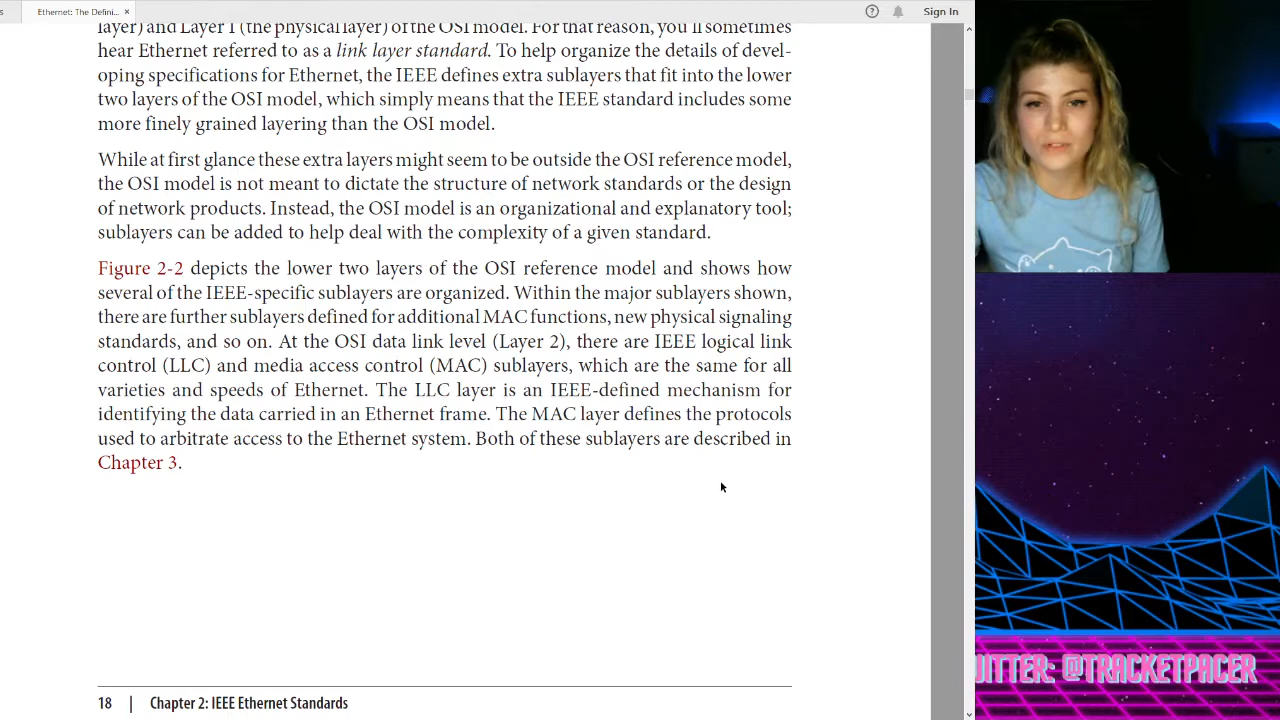 s
Ethernet: The Defini...
×
?
Sign In
layer) and Layer 1 (the physical layer) of the OSI model. For that reason, you'll sometimes
hear Ethernet referred to as a link layer standard. To help organize the details of devel-
oping specifications for Ethernet, the IEEE defines extra sublayers that fit into the lower
two layers of the OSI model, which simply means that the IEEE standard includes some
more finely grained layering than the OSI model.
While at first glance these extra layers might seem to be outside the OSI reference model,
the OSI model is not meant to dictate the structure of network standards or the design
of network products. Instead, the OSI model is an organizational and explanatory tool;
sublayers can be added to help deal with the complexity of a given standard.
Figure 2-2 depicts the lower two layers of the OSI reference model and shows how
several of the IEEE-specific sublayers are organized. Within the major sublayers shown,
there are further sublayers defined for additional MAC functions, new physical signaling
standards, and so on. At the OSI data link level (Layer 2), there are IEEE logical link
control (LLC) and media access control (MAC) sublayers, which are the same for all
varieties and speeds of Ethernet. The LLC layer is an IEEE-defined mechanism for
identifying the data carried in an Ethernet frame. The MAC layer defines the protocols
used to arbitrate access to the Ethernet system. Both of these sublayers are described in
Chapter 3.
18 | Chapter 2: IEEE Ethernet Standards
WITTER: @TRACKETPACER